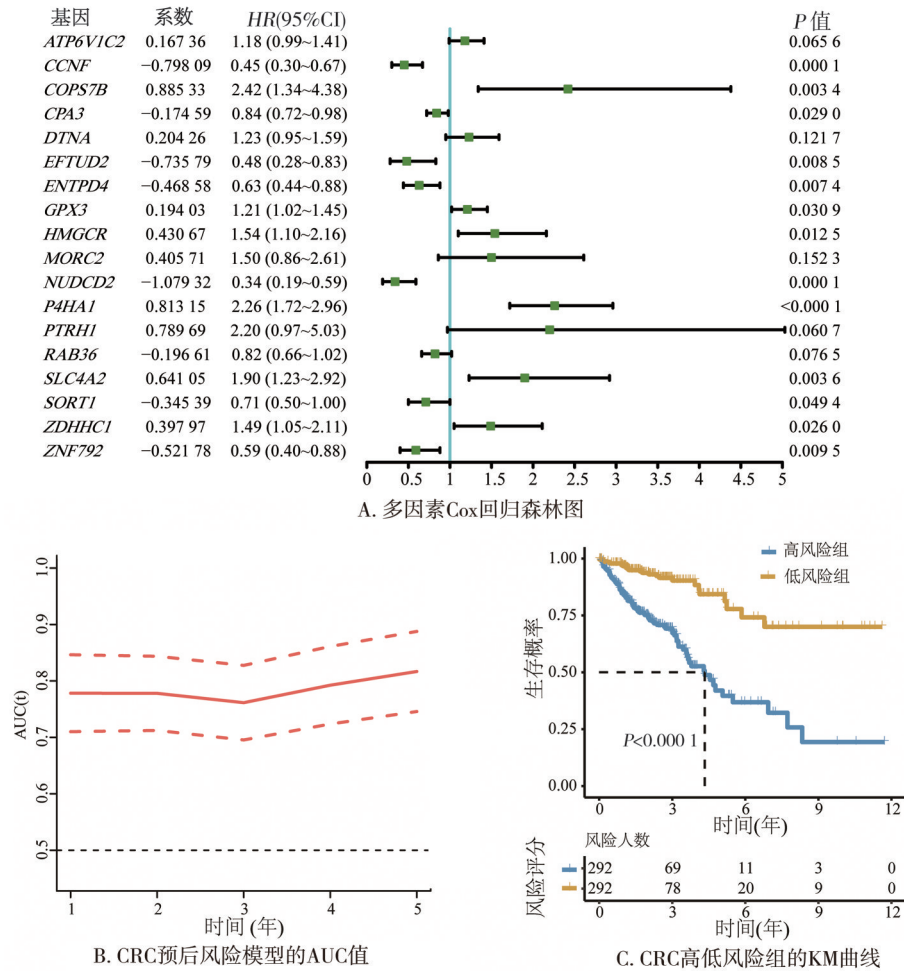 基因 系数 HR(95%CI) P值
ATP6V1C2 0.167 36 1.18 (0.99~1.41) 0.065 6
CCNF −0.798 09 0.45 (0.30~0.67) 0.000 1
COPS7B 0.885 33 2.42 (1.34~4.38) 0.003 4
CPA3 −0.174 59 0.84 (0.72~0.98) 0.029 0
DTNA 0.204 26 1.23 (0.95~1.59) 0.121 7
EFTUD2 −0.735 79 0.48 (0.28~0.83) 0.008 5
ENTPD4 −0.468 58 0.63 (0.44~0.88) 0.007 4
GPX3 0.194 03 1.21 (1.02~1.45) 0.030 9
HMGCR 0.430 67 1.54 (1.10~2.16) 0.012 5
MORC2 0.405 71 1.50 (0.86~2.61) 0.152 3
NUDCD2 −1.079 32 0.34 (0.19~0.59) 0.000 1
P4HA1 0.813 15 2.26 (1.72~2.96) <0.000 1
PTRH1 0.789 69 2.20 (0.97~5.03) 0.060 7
RAB36 −0.196 61 0.82 (0.66~1.02) 0.076 5
SLC4A2 0.641 05 1.90 (1.23~2.92) 0.003 6
SORT1 −0.345 39 0.71 (0.50~1.00) 0.049 4
ZDHHC1 0.397 97 1.49 (1.05~2.11) 0.026 0
ZNF792 −0.521 78 0.59 (0.40~0.88) 0.009 5
0 0.5 1 1.5 2 2.5 3 3.5 4 4.5 5
A. 多因素Cox回归森林图
AUC(t)
1.0
0.9
0.8
0.7
0.6
0.5
1 2 3 4 5
时间 (年)
B. CRC预后风险模型的AUC值
高风险组
低风险组
生存概率
1.00
0.75
0.50
0.25
0.00
P<0.000 1
0 3 6 9 12
时间(年)
风险人数
风险评分
292 69 11 3 0
292 78 20 9 0
0 3 6 9 12
时间(年)
C. CRC高低风险组的KM曲线